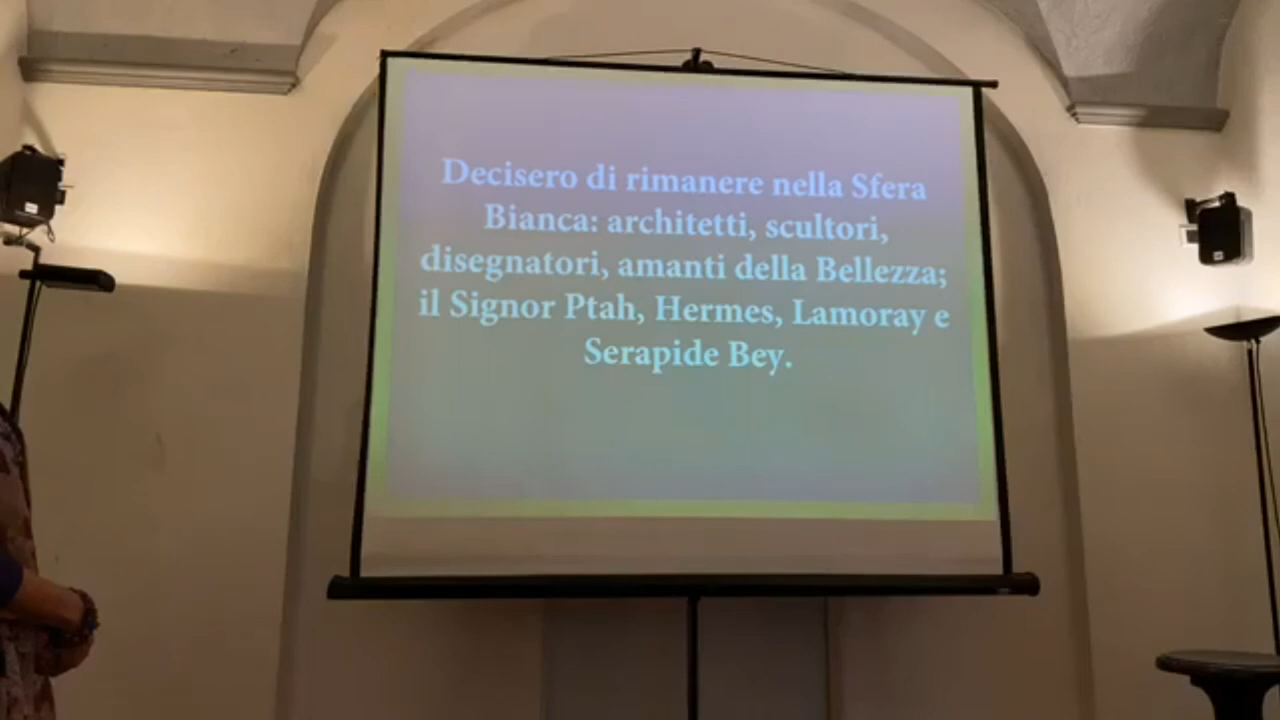 Decisero di rimanere nella Sfera
Bianca: architetti, scultori,
disegnatori, amanti della Bellezza;
il Signor Ptah, Hermes, Lamoray e
Serapide Bey.